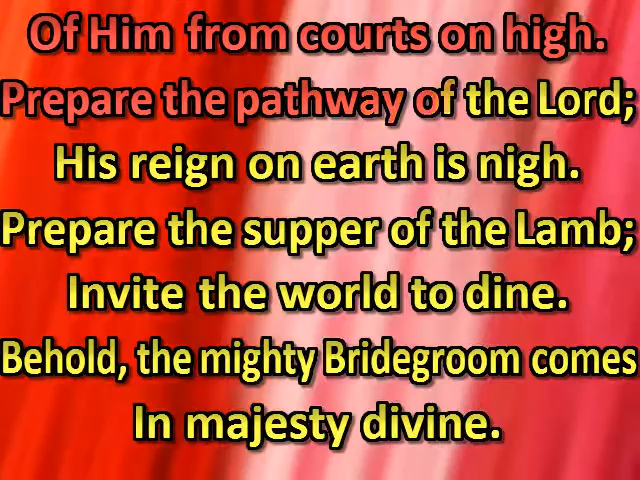 Of Him from courts on high.
Prepare the pathway of the Lord;
His reign on earth is nigh.
Prepare the supper of the Lamb;
Invite the world to dine.
Behold, the mighty Bridegroom comes
In majesty divine.